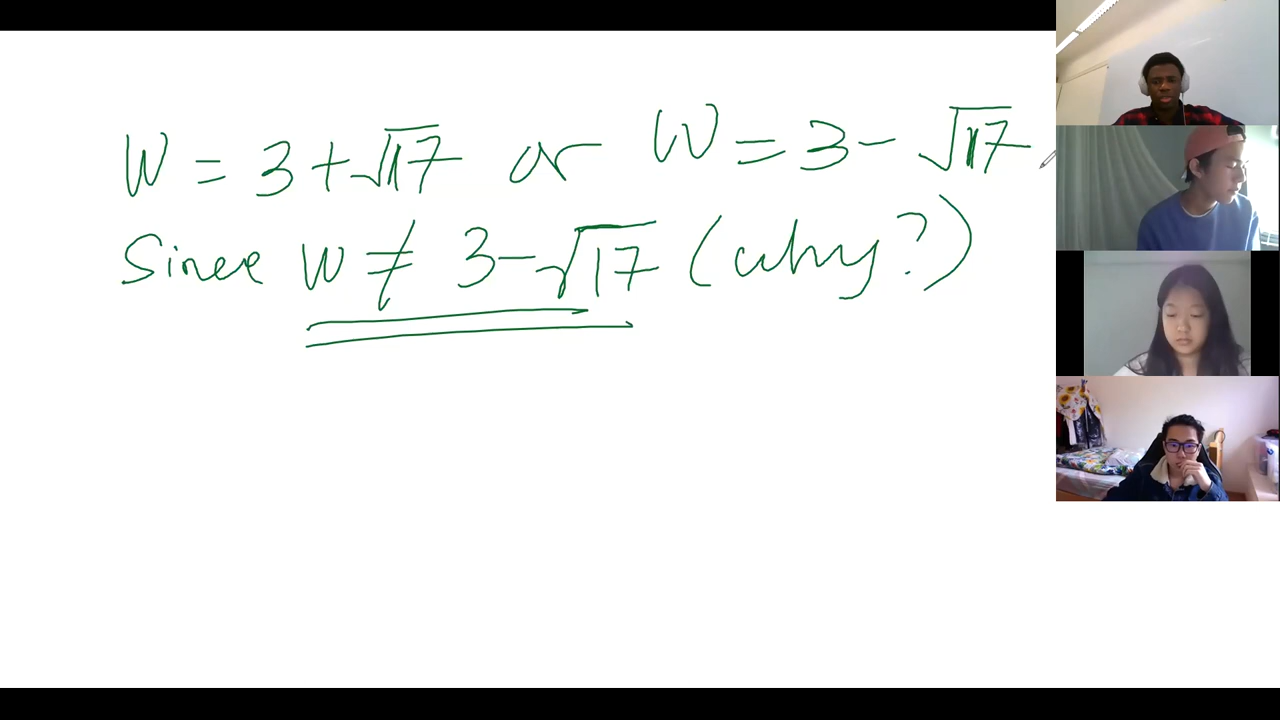 W = 3 + √17 or W = 3 - √17
Since W ≠ 3 - √17 (why?)